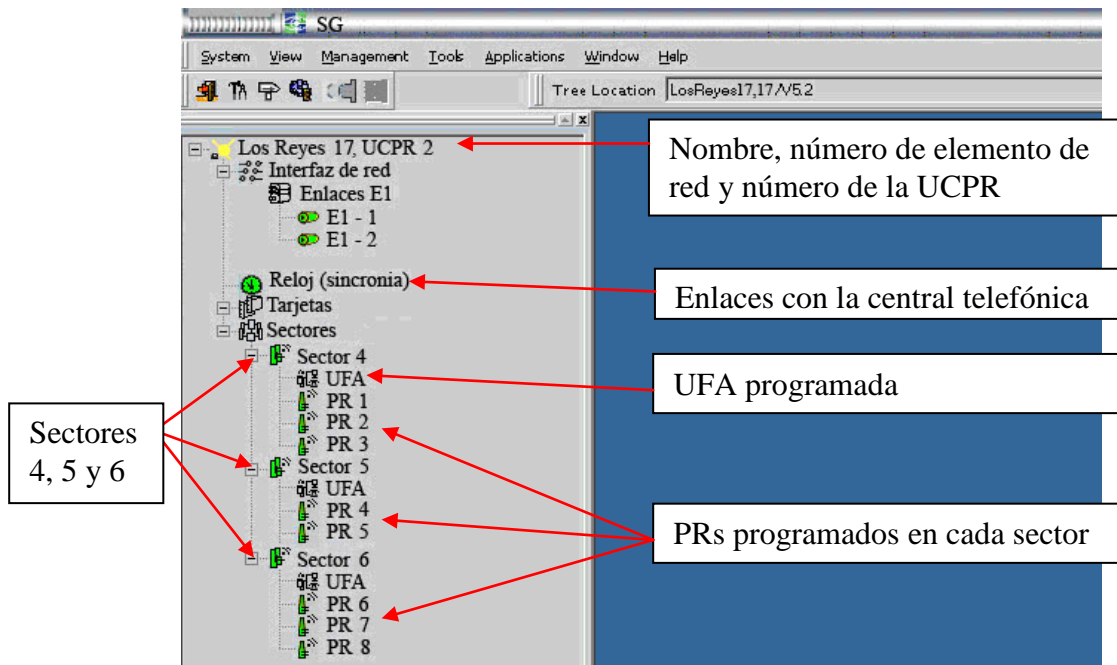 SG
System View Management Tools Applications Window Help
Tree Location LosReyes17,17/V5.2
Los Reyes 17, UCPR 2
Interfaz de red
Enlaces E1
E1 - 1
E1 - 2
Reloj (sincronia)
Tarjetas
Sectores
Sector 4
UFA
PR 1
PR 2
PR 3
Sector 5
UFA
PR 4
PR 5
Sector 6
UFA
PR 6
PR 7
PR 8
Nombre, número de elemento de
red y número de la UCPR
Enlaces con la central telefónica
UFA programada
PRs programados en cada sector
Sectores
4, 5 y 6